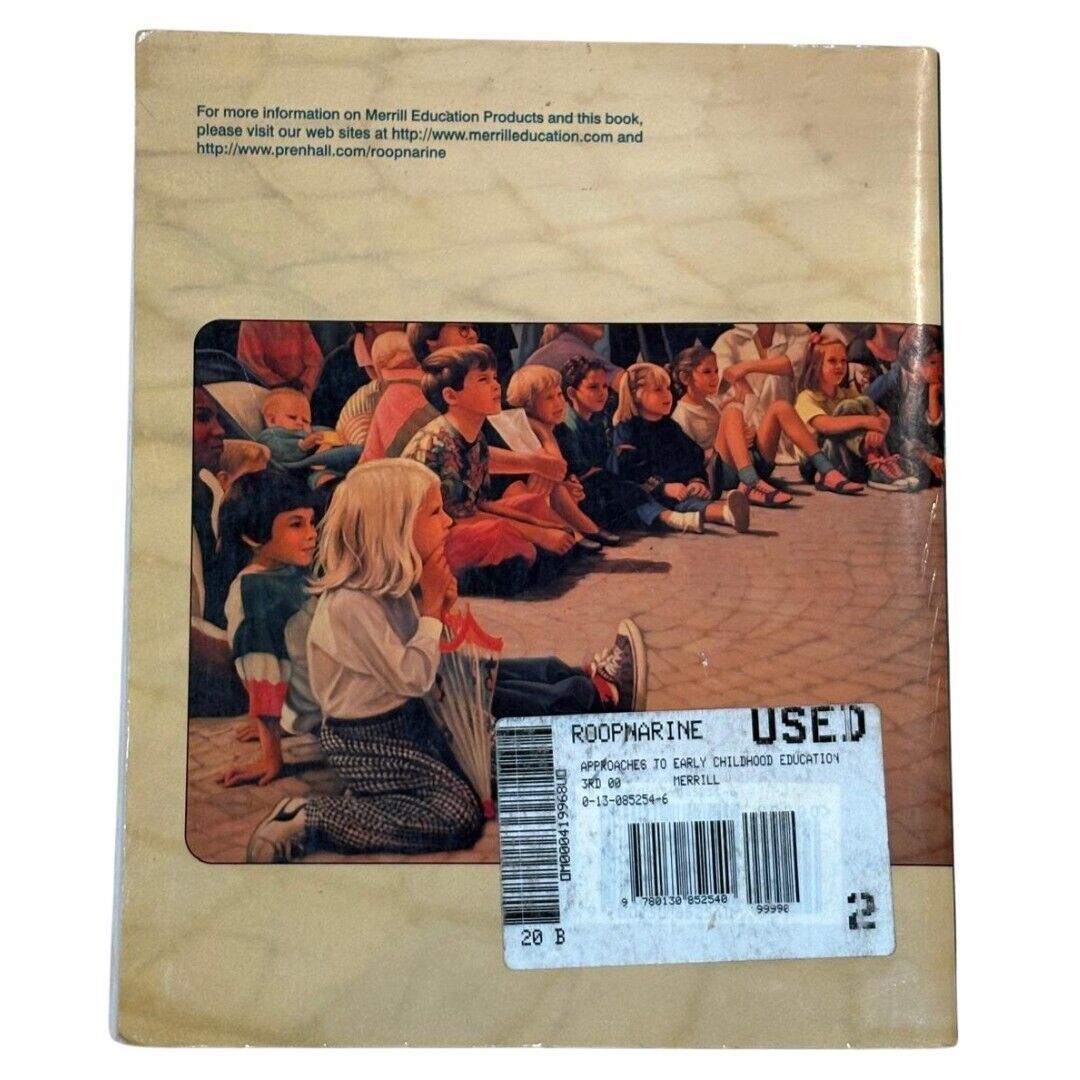 For more information on Merrill Education Products and this book,
please visit our web sites at http://www.merrilleducation.com and
http://www.prenhall.com/roopnarine
ROOPNARINE USED
APPROACHES TO EARLY CHILDHOOD EDUCATION
3RD 00 MERRILL
0-13-085254-6
OM000419968UO
9 780130 852540
99990
20 B
2